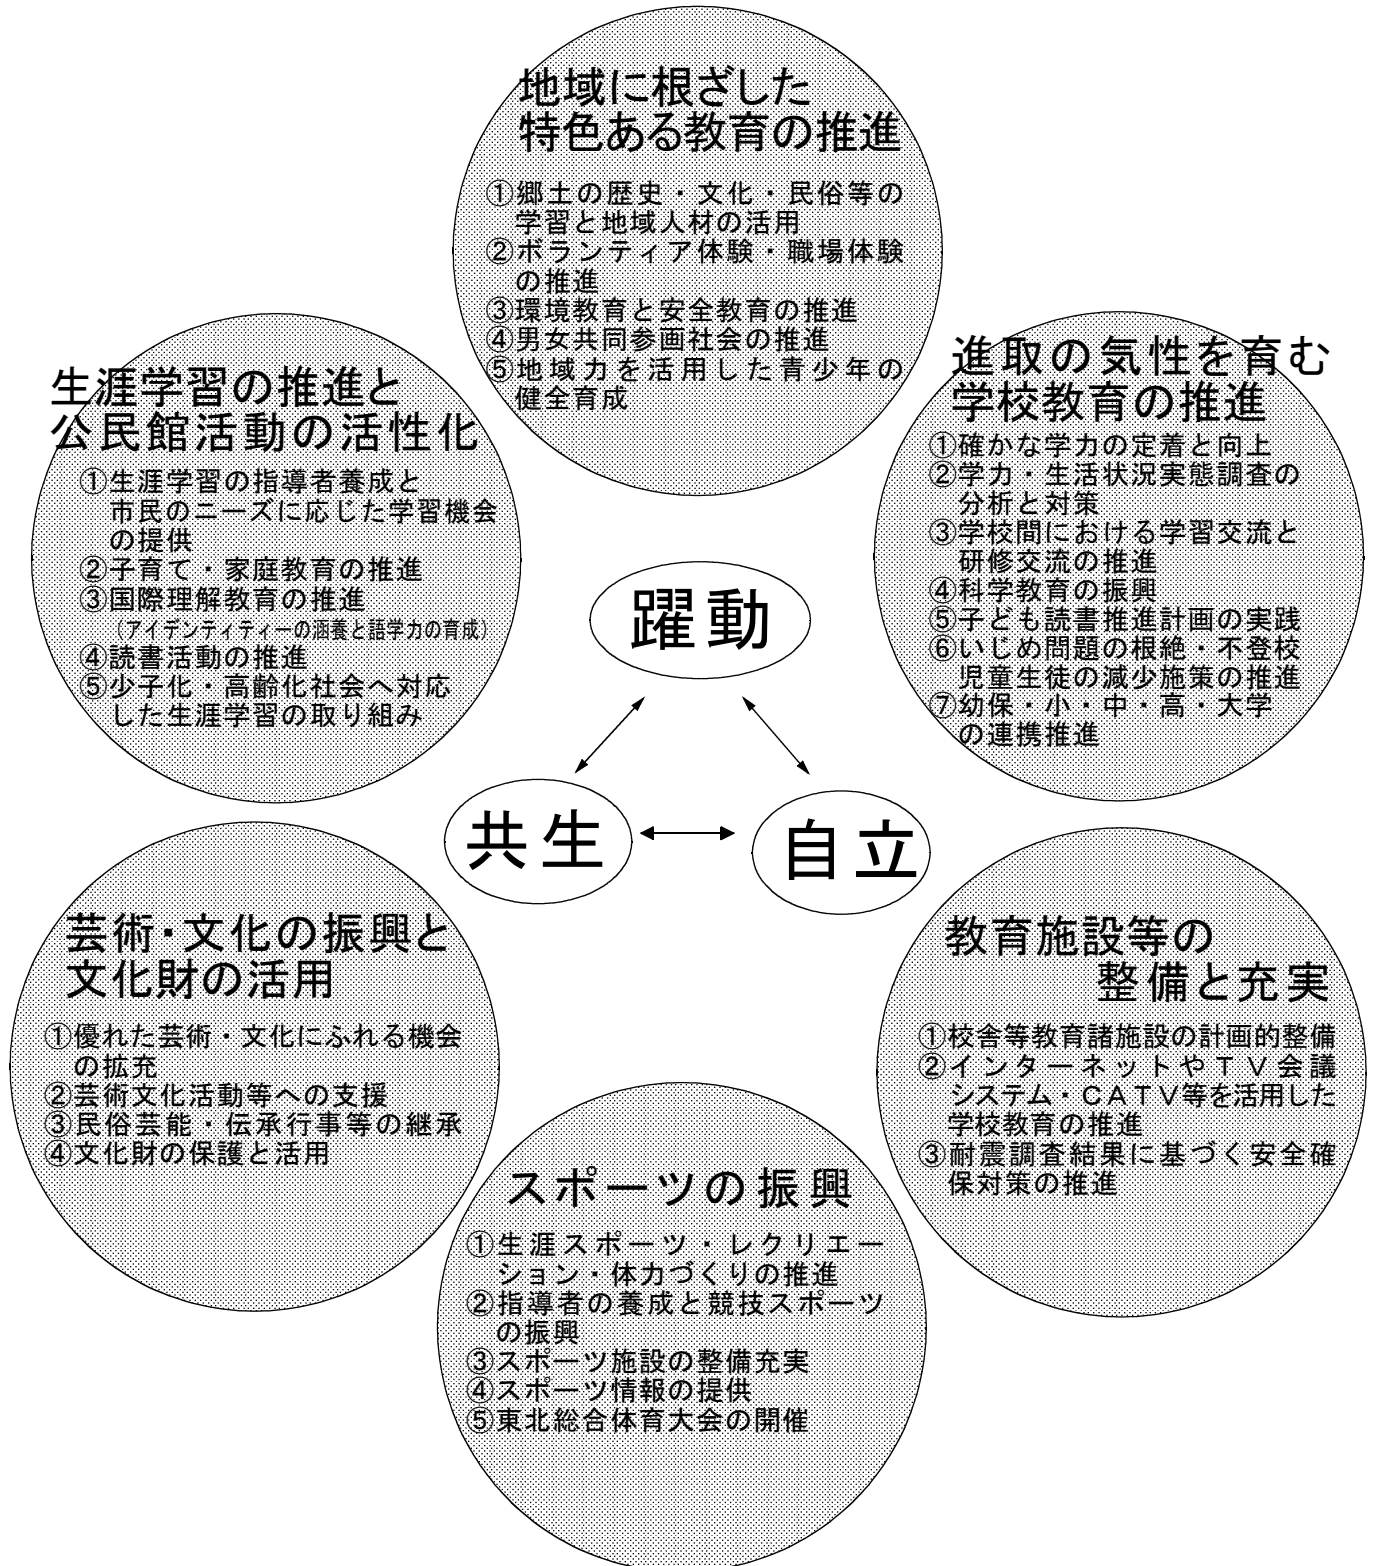 地域に根ざした
特色ある教育の推進
①郷土の歴史・文化・民俗等の
学習と地域人材の活用
②ボランティア体験・職場体験
の推進
③環境教育と安全教育の推進
④男女共同参画社会の推進
⑤地域力を活用した青少年の
健全育成
生涯学習の推進と
公民館活動の活性化
①生涯学習の指導者養成と
市民のニーズに応じた学習機会
の提供
②子育て・家庭教育の推進
③国際理解教育の推進
(アイデンティティーの涵養と語学力の育成)
④読書活動の推進
⑤少子化・高齢化社会へ対応
した生涯学習の取り組み
進取の気性を育む
学校教育の推進
①確かな学力の定着と向上
②学力・生活状況実態調査の
分析と対策
③学校間における学習交流と
研修交流の推進
④科学教育の振興
⑤子ども読書推進計画の実践
⑥いじめ問題の根絶・不登校
児童生徒の減少施策の推進
⑦幼保・小・中・高・大学
の連携推進
躍動
共生
自立
芸術・文化の振興と
文化財の活用
①優れた芸術・文化にふれる機会
の拡充
②芸術文化活動等への支援
③民俗芸能・伝承行事等の継承
④文化財の保護と活用
教育施設等の
整備と充実
①校舎等教育諸施設の計画的整備
②インターネットやＴＶ会議
システム・ＣＡＴＶ等を活用した
学校教育の推進
③耐震調査結果に基づく安全確
保対策の推進
スポーツの振興
①生涯スポーツ・レクリエー
ション・体力づくりの推進
②指導者の養成と競技スポーツ
の振興
③スポーツ施設の整備充実
④スポーツ情報の提供
⑤東北総合体育大会の開催